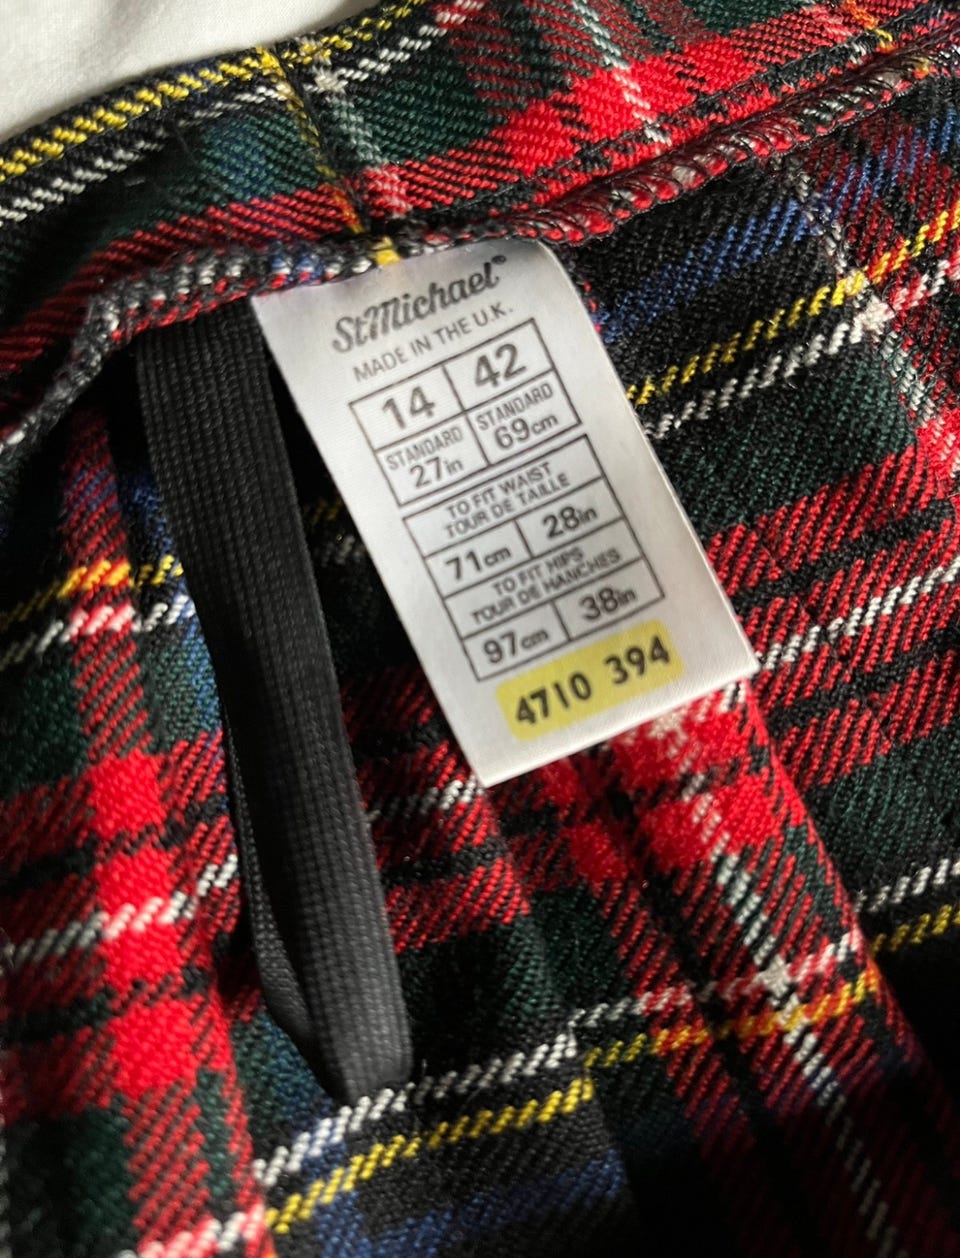 StMichael®
MADE IN THE U.K.
14 42
STANDARD STANDARD
27in 69cm
TO FIT WAIST
TOUR DE TAILLE
71cm 28in
TO FIT HIPS
TOUR DE HANCHES
97cm 38in
4710 394